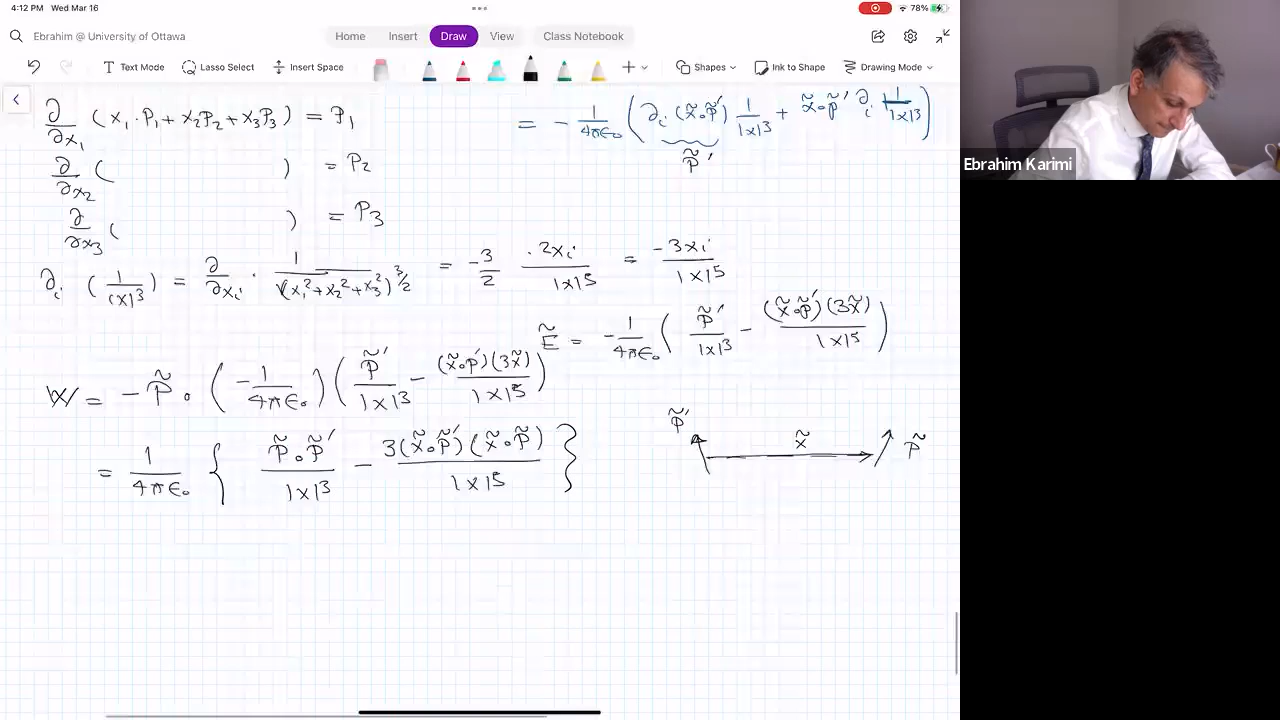 4:12 PM Wed Mar 16
78%
Ebrahim @ University of Ottawa
Home Insert Draw View Class Notebook
Text Mode Lasso Select Insert Space Shapes Ink to Shape Drawing Mode
∂/∂x₁ (x₁·P₁ + x₂P₂ + x₃P₃) = P₁
= -1/4πε₀ (∂ᵢ(x̃∘p̃′) 1/|x|³ + x̃∘p̃′ ∂ᵢ 1/|x|³)
p̃′
∂/∂x₂ ( ) = P₂
∂/∂x₃ ( ) = P₃
∂ᵢ (1/|x|³) = ∂/∂xᵢ · 1/(x₁²+x₂²+x₃²)^3/2 = -3/2 · 2xᵢ/|x|⁵ = -3xᵢ/|x|⁵
Ẽ = -1/4πε₀ (p̃′/|x|³ - (x̃∘p̃′)(3x̃)/|x|⁵)
W = -p̃∘(-1/4πε₀)(p̃′/|x|³ - (x̃∘p′)(3x̃)/|x|⁵)
= 1/4πε₀ { p̃∘p̃′/|x|³ - 3(x̃∘p̃′)(x̃∘p̃)/|x|⁵ }
p̃′ x̃ p̃
Ebrahim Karimi